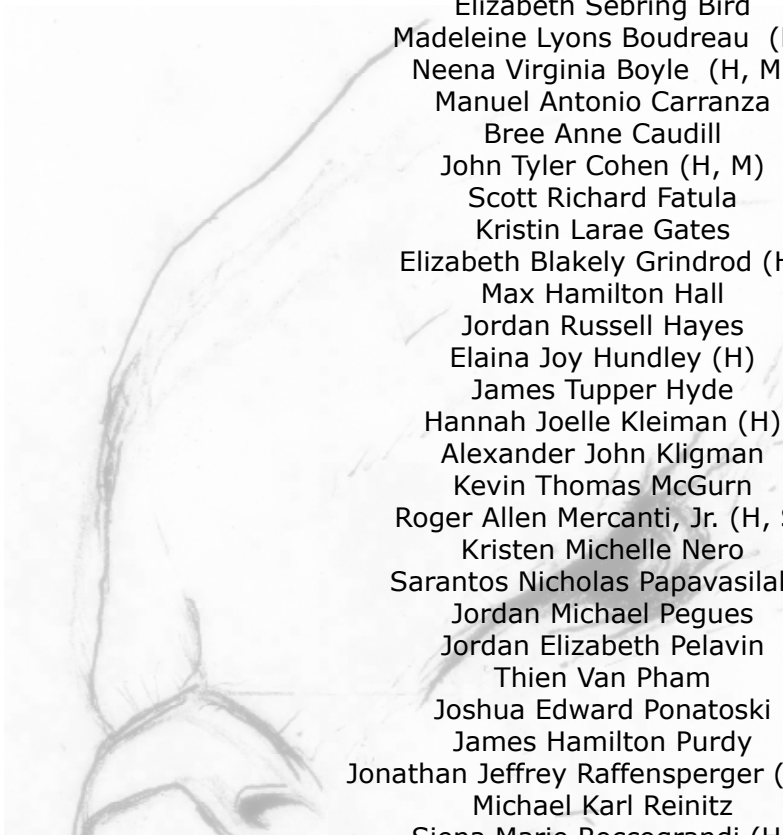 Elizabeth Sebring Bird
Madeleine Lyons Boudreau (
Neena Virginia Boyle (H, M
Manuel Antonio Carranza
Bree Anne Caudill
John Tyler Cohen (H, M)
Scott Richard Fatula
Kristin Larae Gates
Elizabeth Blakely Grindrod (H
Max Hamilton Hall
Jordan Russell Hayes
Elaina Joy Hundley (H)
James Tupper Hyde
Hannah Joelle Kleiman (H)
Alexander John Kligman
Kevin Thomas McGurn
Roger Allen Mercanti, Jr. (H,
Kristen Michelle Nero
Sarantos Nicholas
Jordan Michael Pegues
Jordan Elizabeth Pelavin
Thien Van Pham
Joshua Edward Ponatoski
James Hamilton Purdy
Jonathan Jeffrey Raffensperger (
Michael Karl Reinitz
Siena Marie Roccograndi (H